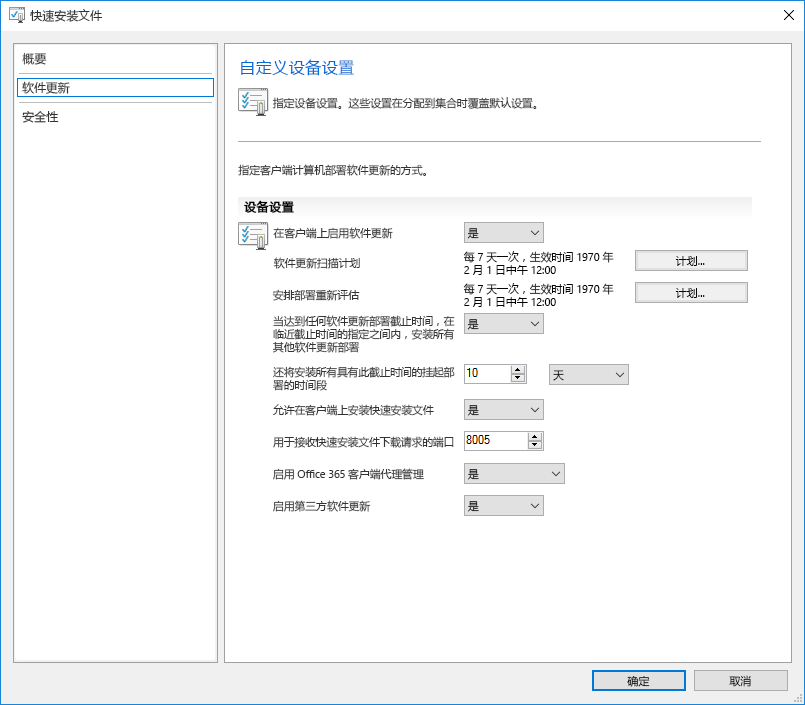 快速安装文件
概要
软件更新
安全性
自定义设备设置
指定设备设置。这些设置在分配到集合时覆盖默认设置。
指定客户端计算机部署软件更新的方式。
设备设置
在客户端上启用软件更新
是
软件更新扫描计划
每 7 天一次，生效时间 1970 年
2 月 1 日中午 12:00
计划...
安排部署重新评估
每 7 天一次，生效时间 1970 年
2 月 1 日中午 12:00
计划...
当达到任何软件更新部署截止时间，在
临近截止时间的指定之间内，安装所有
其他软件更新部署
是
还将安装所有具有此截止时间的挂起部
署的时间段
10
天
允许在客户端上安装快速安装文件
是
用于接收快速安装文件下载请求的端口
8005
启用 Office 365 客户端代理管理
是
启用第三方软件更新
是
确定
取消